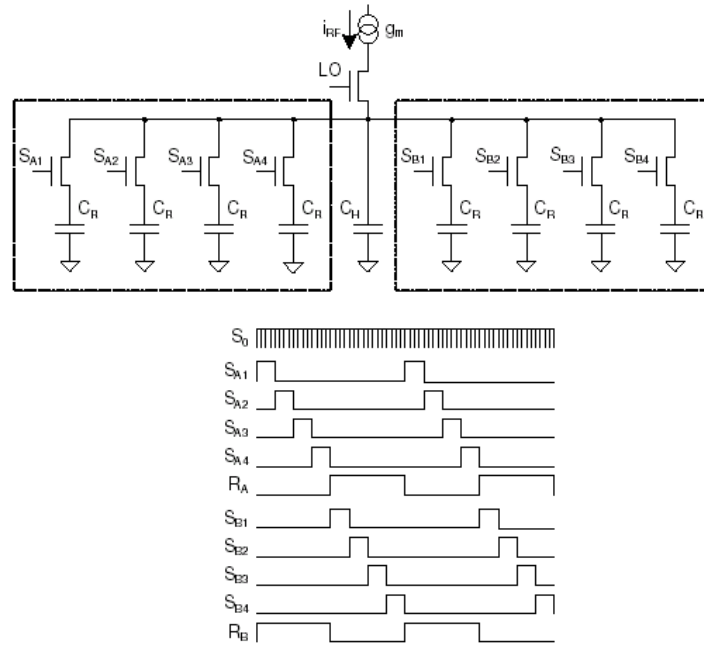 i_RF g_m
LO
S_A1 S_A2 S_A3 S_A4 S_B1 S_B2 S_B3 S_B4
C_R C_R C_R C_R C_H C_R C_R C_R C_R
S_0
S_A1
S_A2
S_A3
S_A4
R_A
S_B1
S_B2
S_B3
S_B4
R_B